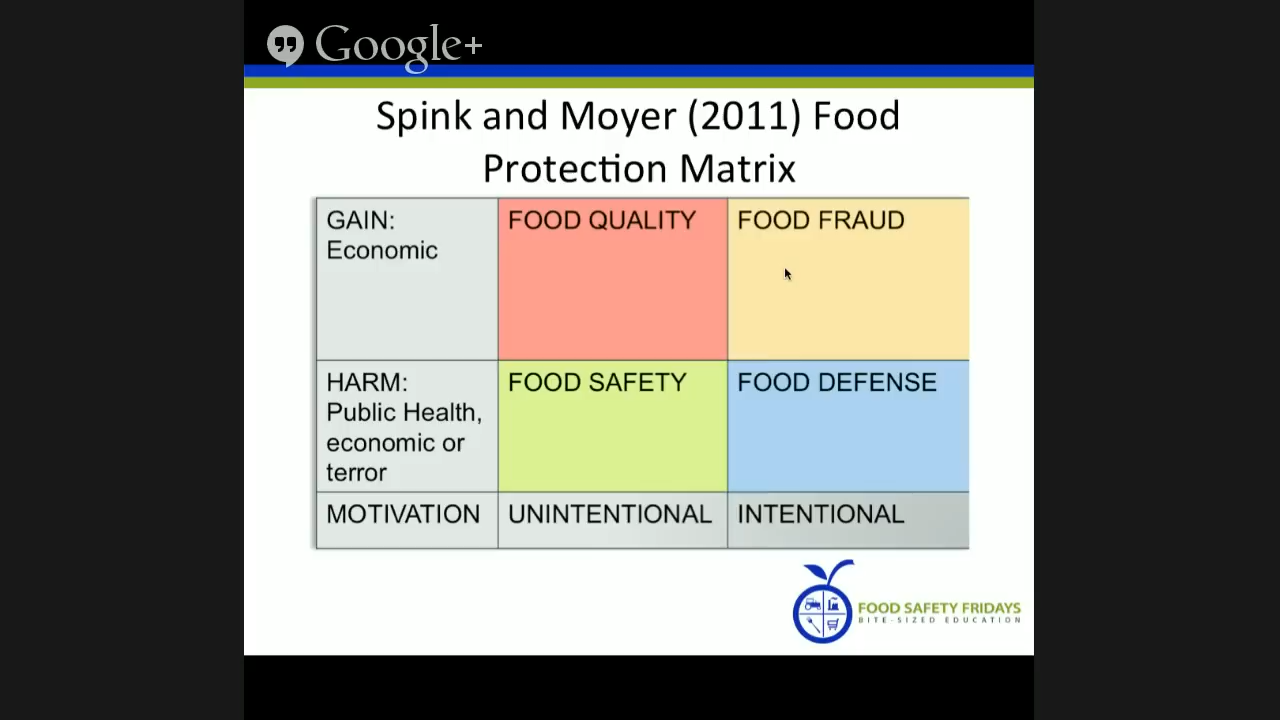 Google+
Spink and Moyer (2011) Food
Protection Matrix
GAIN:
Economic
FOOD QUALITY
FOOD FRAUD
HARM:
Public Health,
economic or
terror
FOOD SAFETY
FOOD DEFENSE
MOTIVATION
UNINTENTIONAL
INTENTIONAL
FOOD SAFETY FRIDAYS
BITE-SIZED EDUCATION